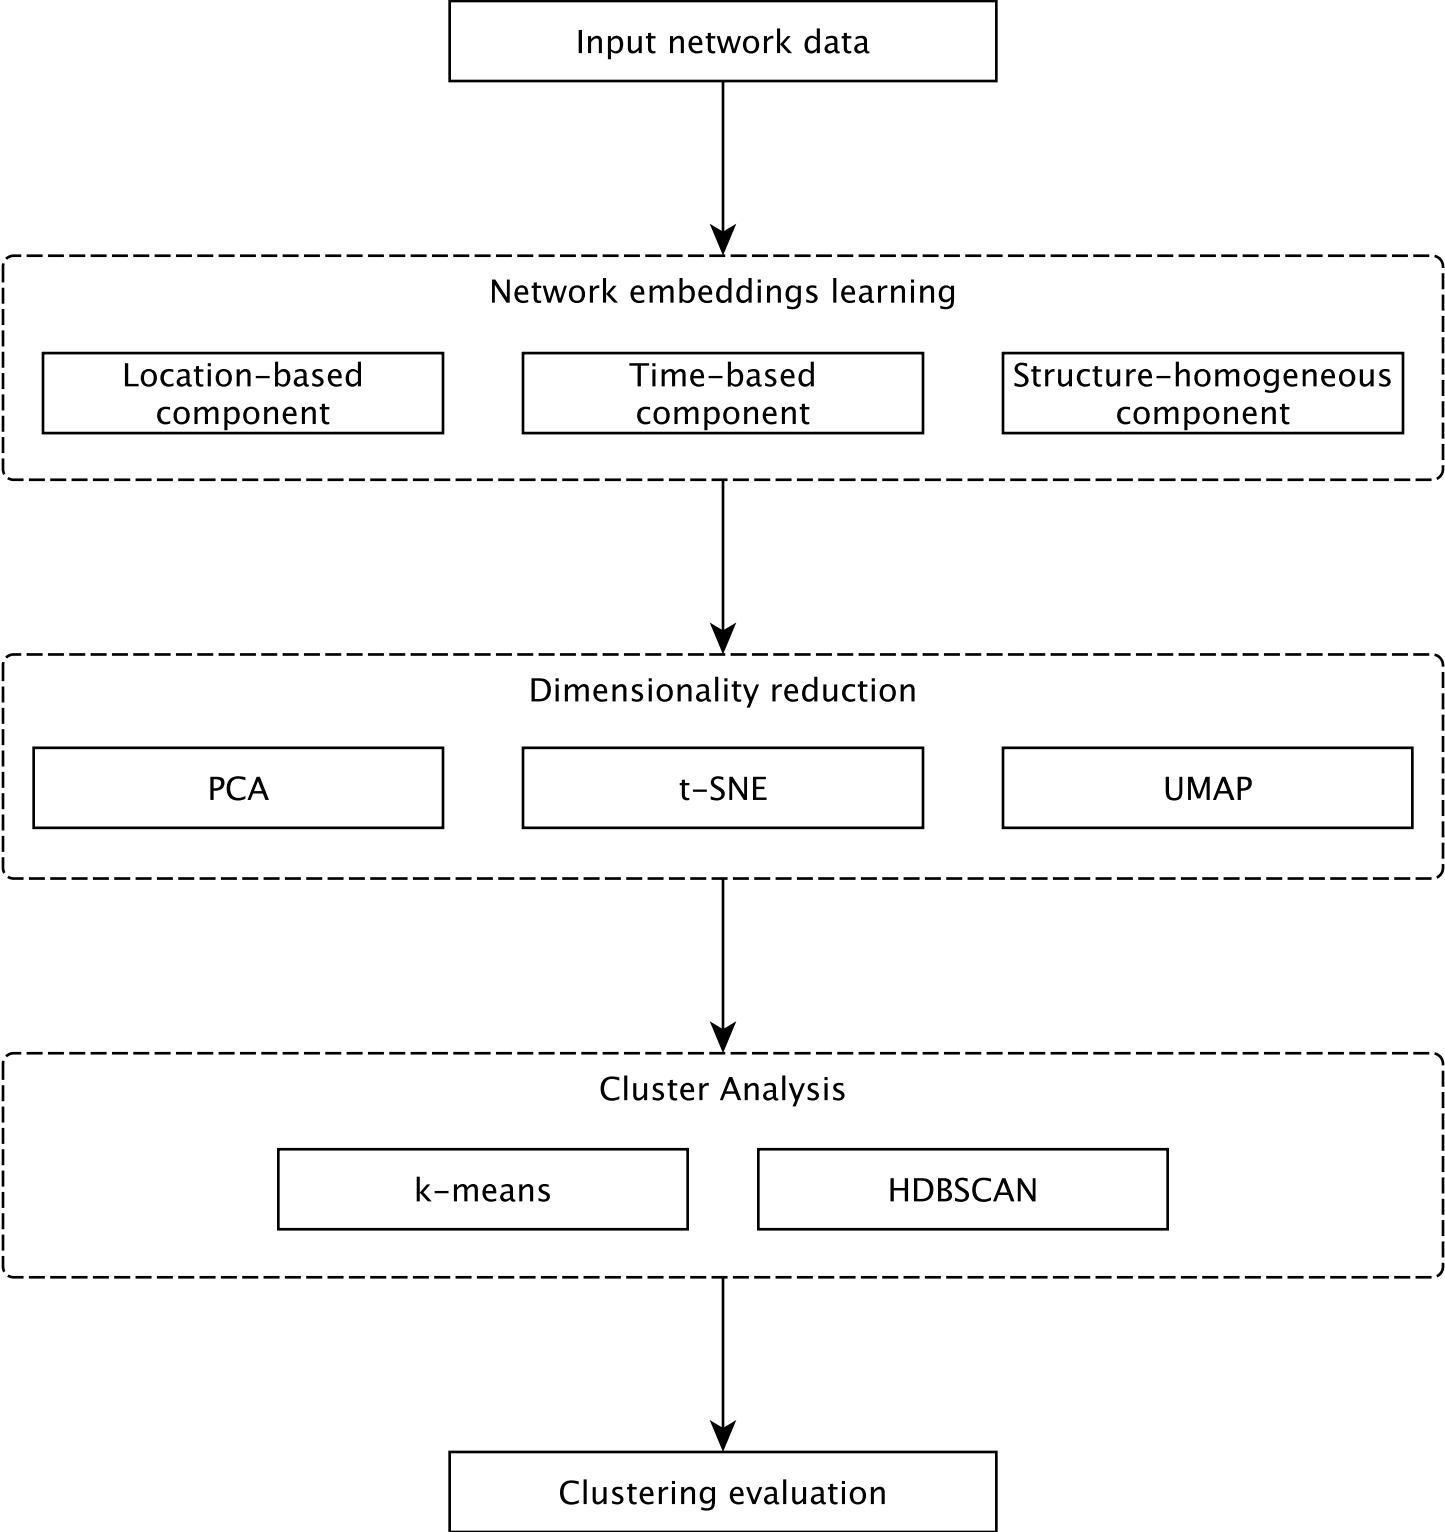 Input network data
Network embeddings learning
Location-based
component
Time-based
component
Structure-homogeneous
component
Dimensionality reduction
PCA
t-SNE
UMAP
Cluster Analysis
k-means
HDBSCAN
Clustering evaluation